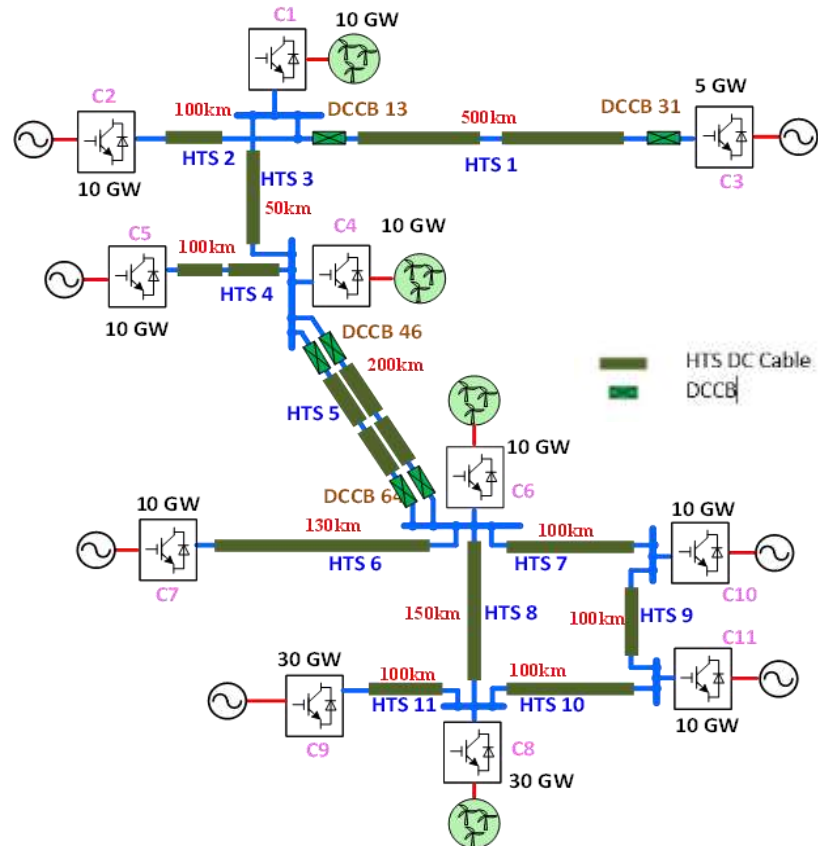 C1
10 GW
C2
100km
DCCB 13
500km
DCCB 31
5 GW
HTS 2
HTS 1
C3
10 GW
HTS 3
50km
10 GW
C4
C5
100km
HTS 4
10 GW
DCCB 46
200km
HTS DC Cable
DCCB
HTS 5
10 GW
DCCB 64
C6
10 GW
130km
100km
10 GW
HTS 6
HTS 7
C7
C10
150km
HTS 8
HTS 9
100km
C11
30 GW
100km
100km
HTS 11
HTS 10
10 GW
C9
C8
30 GW